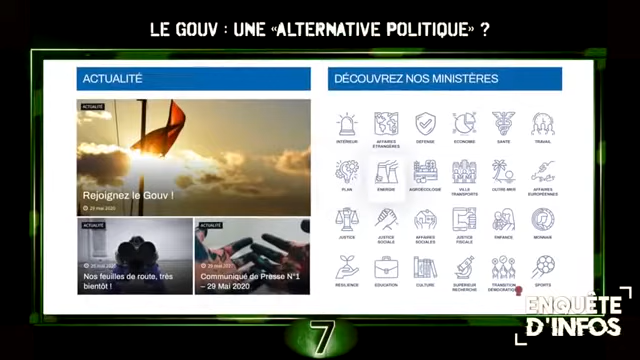 LE GOUV : UNE «ALTERNATIVE POLITIQUE» ?
ACTUALITÉ
ACTUALITÉ
Rejoignez le Gouv !
29 mai 2020
ACTUALITÉ
Nos feuilles de route, très
bientôt !
ACTUALITÉ
Communiqué de Presse N°1
– 29 Mai 2020
DÉCOUVREZ NOS MINISTÈRES
INTÉRIEUR
AFFAIRES
ÉTRANGÈRES
DÉFENSE
ECONOMIE
SANTÉ
TRAVAIL
PLAN
ENERGIE
AGROÉCOLOGIE
VILLE
TRANSPORTS
OUTRE MER
AFFAIRES
EUROPÉENNES
JUSTICE
JUSTICE
SOCIALE
AFFAIRES
SOCIALES
JUSTICE
FISCALE
ENFANCE
MONNAIE
RÉSILIENCE
EDUCATION
CULTURE
SUPÉRIEUR
RECHERCHE
TRANSITION
DÉMOCRATIQUE
SPORTS
ENQUÊTE
D'INFOS
7